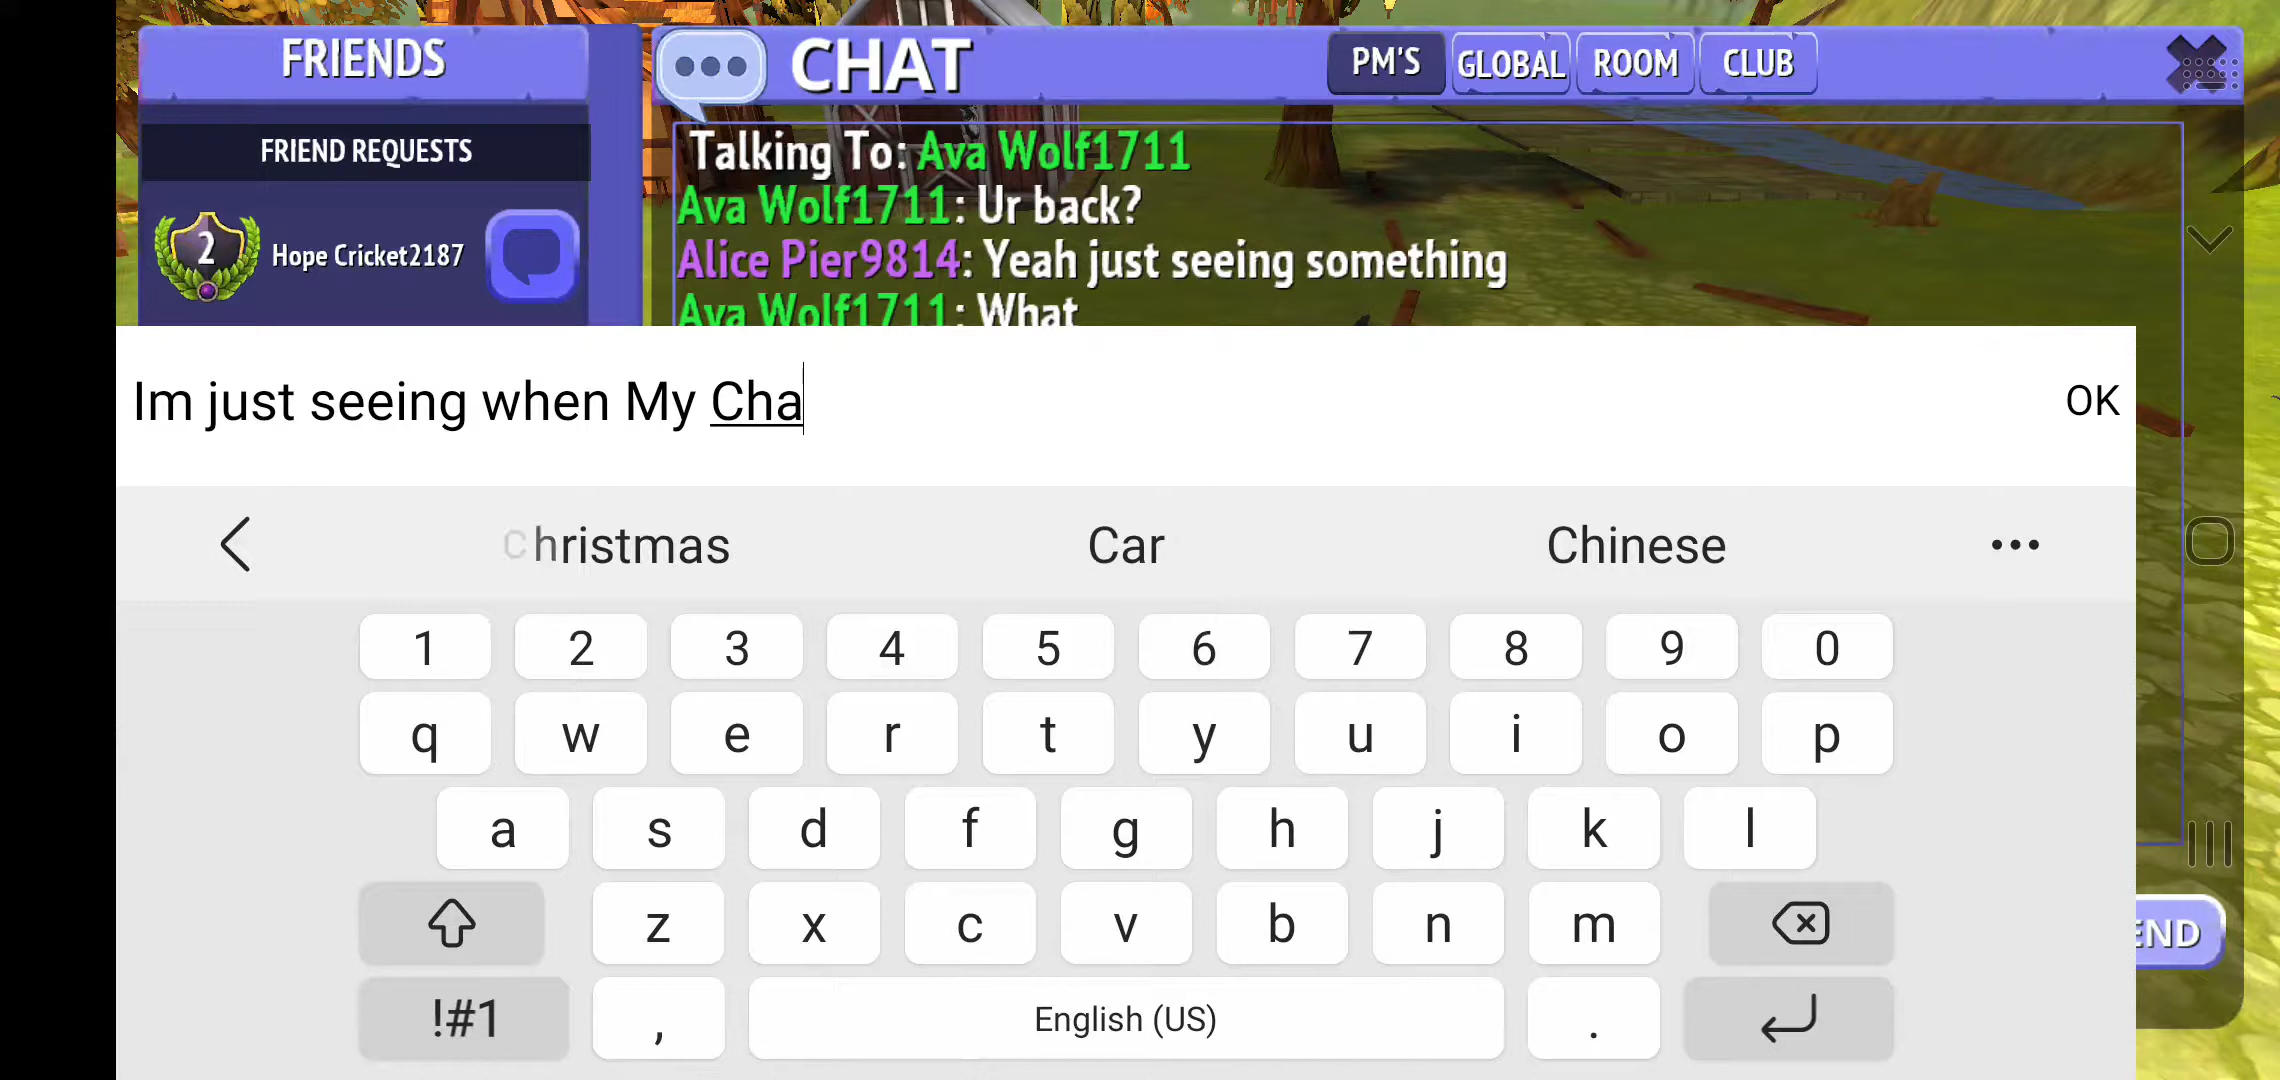 FRIENDS
CHAT
PM'S GLOBAL ROOM CLUB
FRIEND REQUESTS
2 Hope Cricket2187
Talking To: Ava Wolf1711
Ava Wolf1711: Ur back?
Alice Pier9814: Yeah just seeing something
Ava Wolf1711: What
Im just seeing when My Cha
OK
Christmas Car Chinese
1 2 3 4 5 6 7 8 9 0
q w e r t y u i o p
a s d f g h j k l
z x c v b n m
END
!#1 , English (US) .